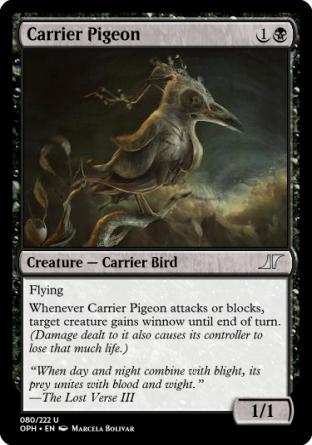 Carrier Pigeon 1
Creature — Carrier Bird
Flying
Whenever Carrier Pigeon attacks or blocks,
target creature gains winnow until end of turn.
(Damage dealt to it also causes its controller to
lose that much life.)
“When day and night combine with blight, its
prey unites with blood and wight.”
—The Lost Verse III
1/1
080/222 U
OPH • EN Marcela Bolivar